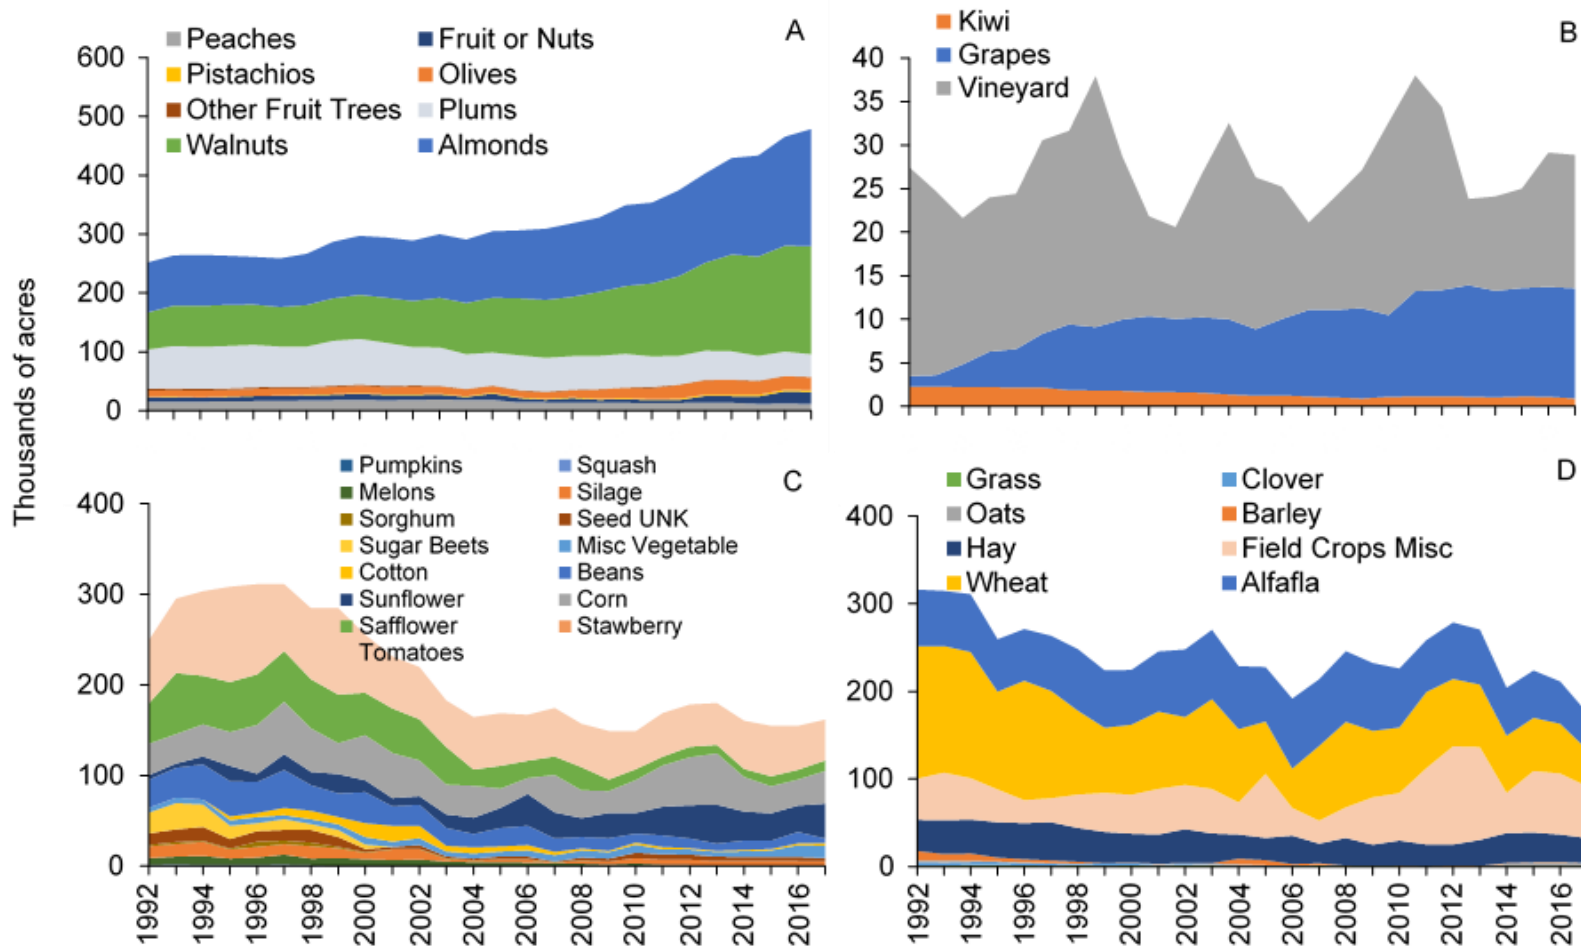 Thousands of acres
A
Peaches
Fruit or Nuts
Pistachios
Olives
Other Fruit Trees
Plums
Walnuts
Almonds
600
500
400
300
200
100
0
B
Kiwi
Grapes
Vineyard
40
35
30
25
20
15
10
5
0
C
Pumpkins
Squash
Melons
Silage
Sorghum
Seed UNK
Sugar Beets
Misc Vegetable
Cotton
Beans
Sunflower
Corn
Safflower
Stawberry
Tomatoes
400
300
200
100
0
1992
1994
1996
1998
2000
2002
2004
2006
2008
2010
2012
2014
2016
D
Grass
Clover
Oats
Barley
Hay
Field Crops Misc
Wheat
Alfafla
400
300
200
100
0
1992
1994
1996
1998
2000
2002
2004
2006
2008
2010
2012
2014
2016